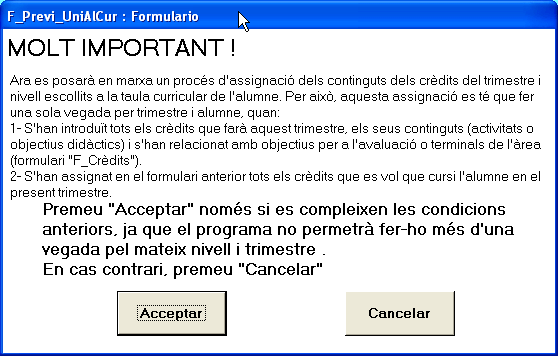 F_Previ_UniAlCur : Formulario
MOLT IMPORTANT !
Ara es posarà en marxa un procés d'assignació dels continguts dels crèdits del trimestre i
nivell escollits a la taula curricular de l'alumne. Per això, aquesta assignació es té que fer
una sola vegada per trimestre i alumne, quan:
1- S'han introduït tots els crèdits que farà aquest trimestre, els seus continguts (activitats o
objectius didàctics) i s'han relacionat amb objectius per a l'avaluació o terminals de l'àrea
(formulari "F_Crèdits").
2- S'han assignat en el formulari anterior tots els crèdits que es vol que cursi l'alumne en el
present trimestre.
Premeu "Acceptar" només si es compleixen les condicions
anteriors, ja que el programa no permetrà fer-ho més d'una
vegada pel mateix nivell i trimestre .
En cas contrari, premeu "Cancelar"
Acceptar
Cancelar